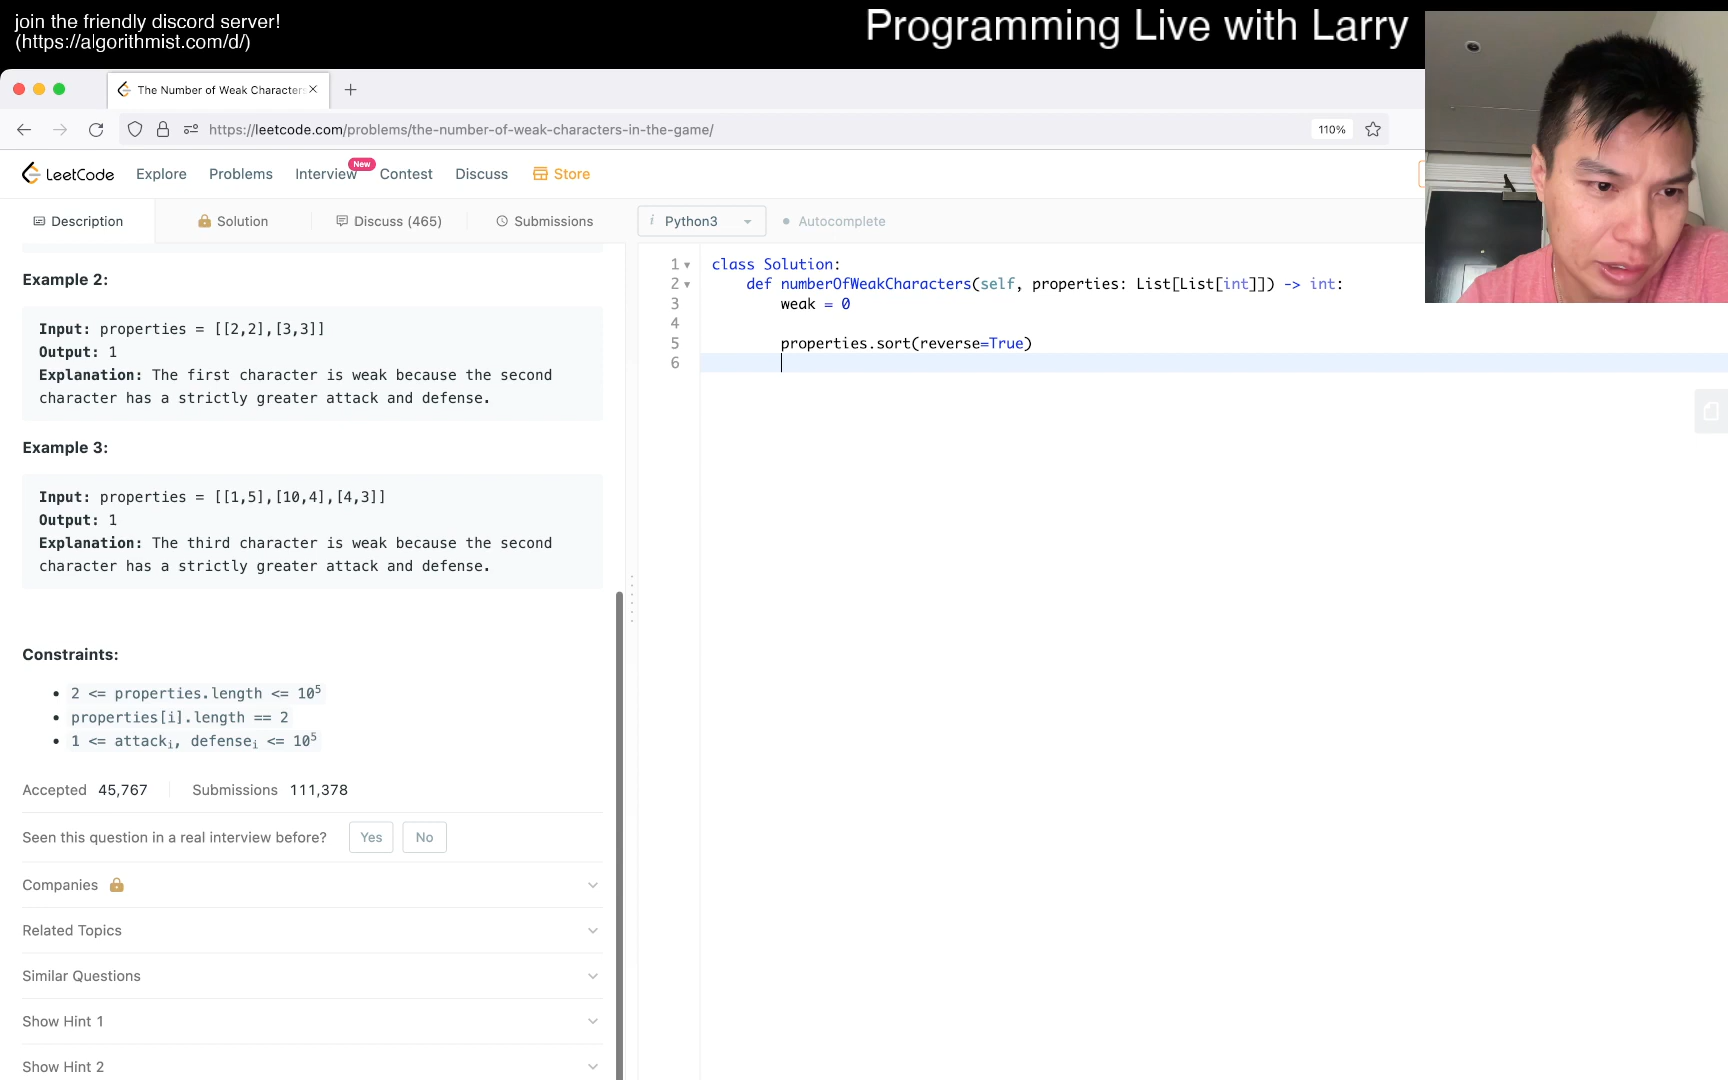 join the friendly discord server!
(https://algorithmist.com/d/)
Programming Live with Larry
The Number of Weak Characters
https://leetcode.com/problems/the-number-of-weak-characters-in-the-game/
110%
LeetCode
Explore
Problems
Interview
New
Contest
Discuss
Store
Description
Solution
Discuss (465)
Submissions
i Python3
Autocomplete
Example 2:
Input: properties = [[2,2],[3,3]]
Output: 1
Explanation: The first character is weak because the second
character has a strictly greater attack and defense.
Example 3:
Input: properties = [[1,5],[10,4],[4,3]]
Output: 1
Explanation: The third character is weak because the second
character has a strictly greater attack and defense.
Constraints:
• 2 <= properties.length <= 10⁵
• properties[i].length == 2
• 1 <= attackᵢ, defenseᵢ <= 10⁵
Accepted 45,767
Submissions 111,378
Seen this question in a real interview before?
Yes
No
Companies
Related Topics
Similar Questions
Show Hint 1
Show Hint 2
1 class Solution:
2 def numberOfWeakCharacters(self, properties: List[List[int]]) -> int:
3 weak = 0
4
5 properties.sort(reverse=True)
6